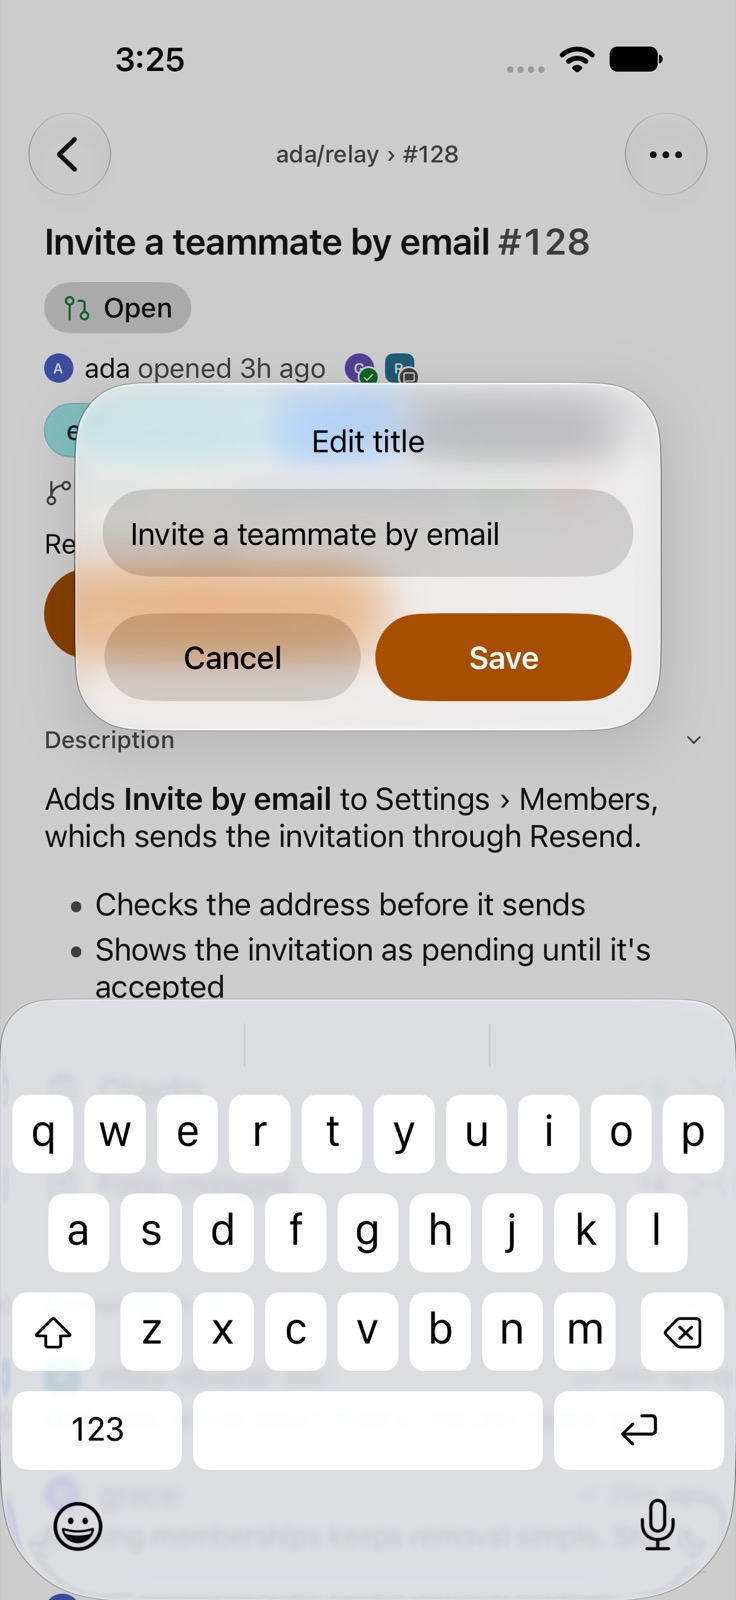 3:25
ada/relay › #128
Invite a teammate by email #128
Open
A ada opened 3h ago
Edit title
Invite a teammate by email
Cancel
Save
Description
Adds Invite by email to Settings › Members,
which sends the invitation through Resend.
Checks the address before it sends
Shows the invitation as pending until it's
accepted
q w e r t y u i o p
a s d f g h j k l
z x c v b n m
123